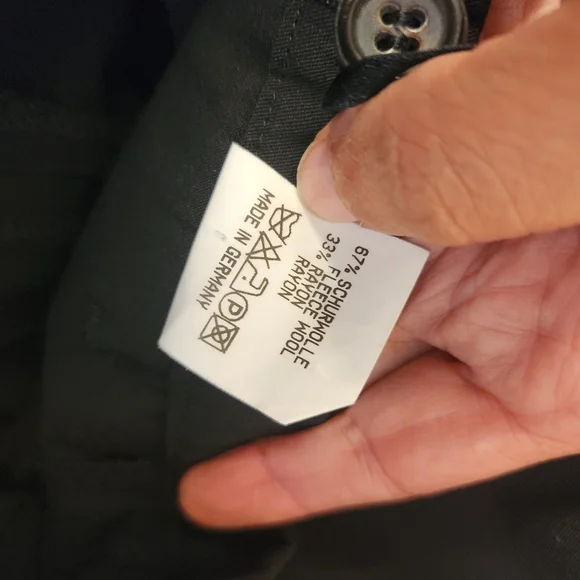 67% SCHURWOLLE
33% RAYON
FLEECE WOOL
RAYON
P
MADE IN GERMANY